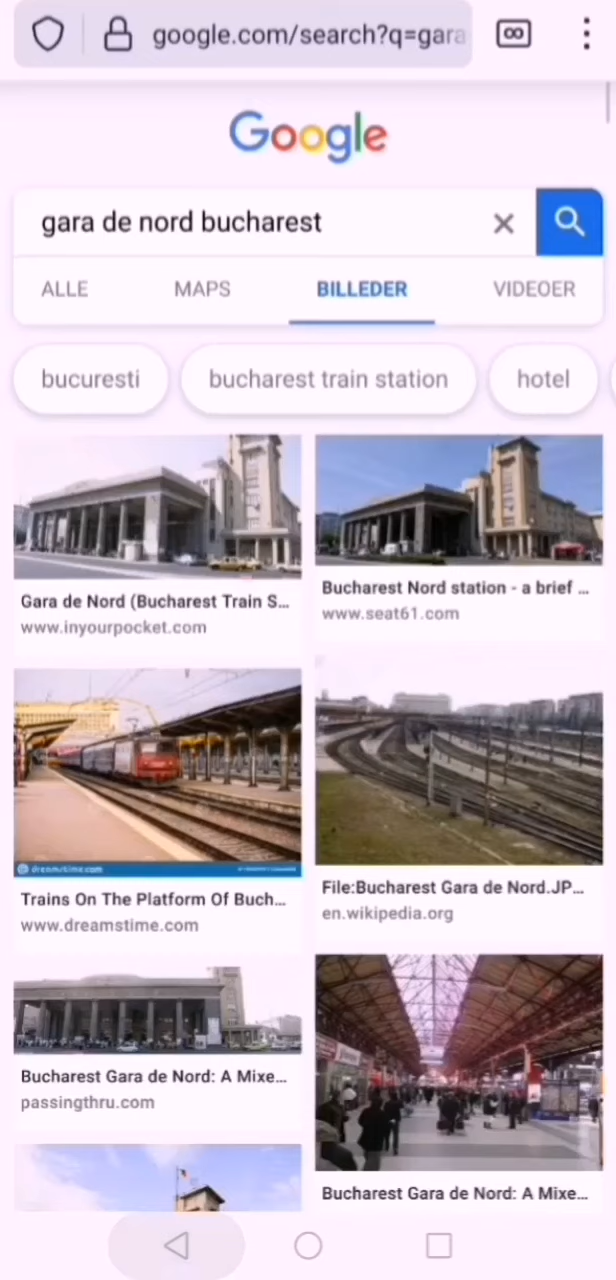 google.com/search?q=gara
∞
Google
gara de nord bucharest
ALLE MAPS BILLEDER VIDEOER
bucuresti bucharest train station hotel
Gara de Nord (Bucharest Train S...
www.inyourpocket.com
Bucharest Nord station - a brief ...
www.seat61.com
dreamstime.com
Trains On The Platform Of Buch...
www.dreamstime.com
File:Bucharest Gara de Nord.JP...
en.wikipedia.org
Bucharest Gara de Nord: A Mixe...
passingthru.com
Bucharest Gara de Nord: A Mixe...